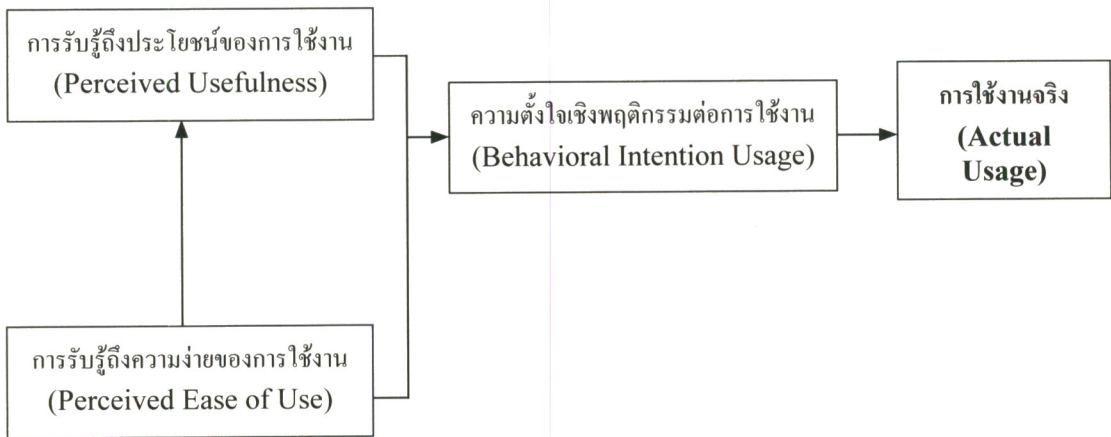 การรับรู้ถึงประโยชน์ของการใช้งาน
(Perceived Usefulness)
ความตั้งใจเชิงพฤติกรรมต่อการใช้งาน
(Behavioral Intention Usage)
การใช้งานจริง
(Actual
Usage)
การรับรู้ถึงความง่ายของการใช้งาน
(Perceived Ease of Use)